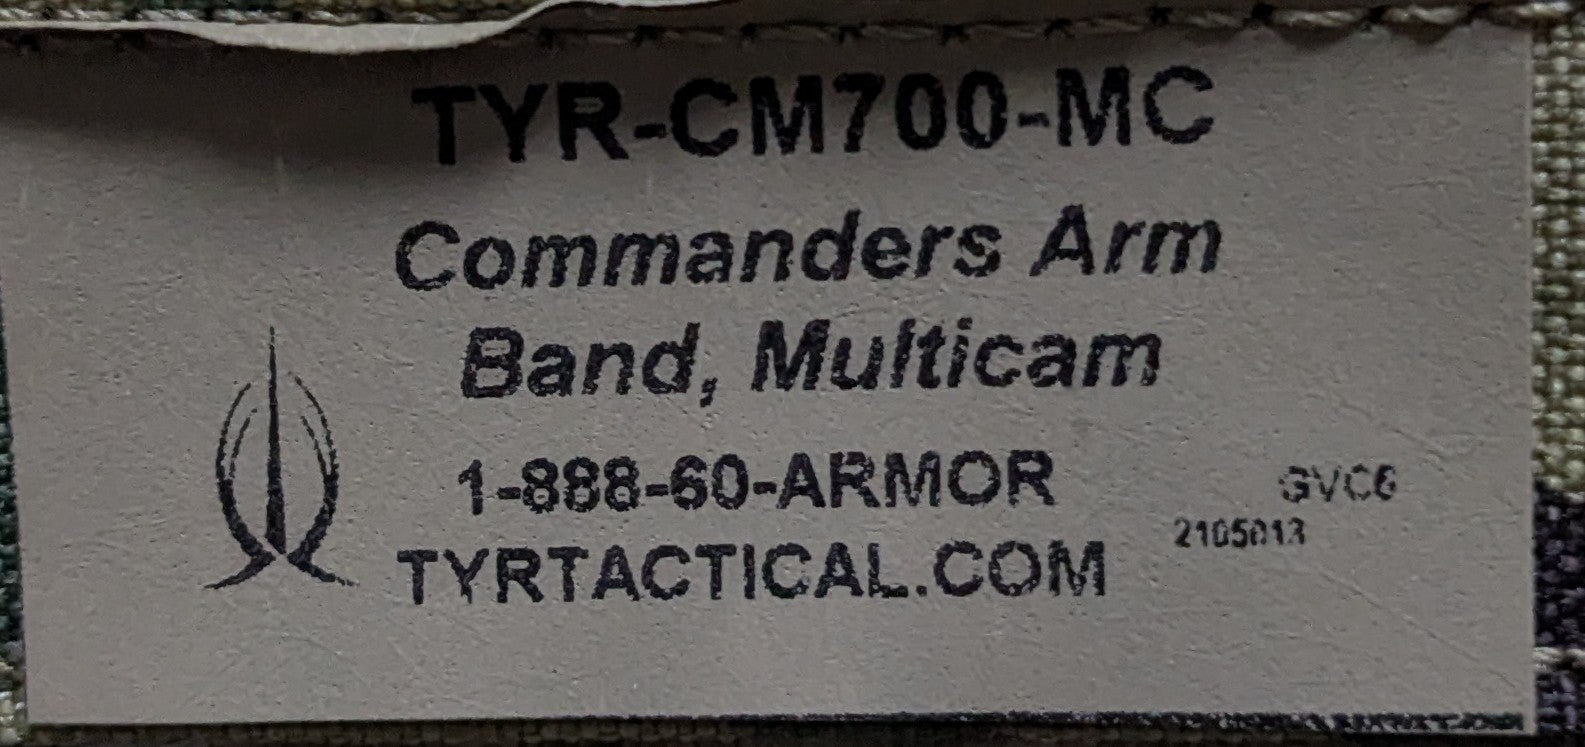 TYR-CM700-MC
Commanders Arm
Band, Multicam
1-888-60-ARMOR
GVC6
2105013
TYRTACTICAL.COM